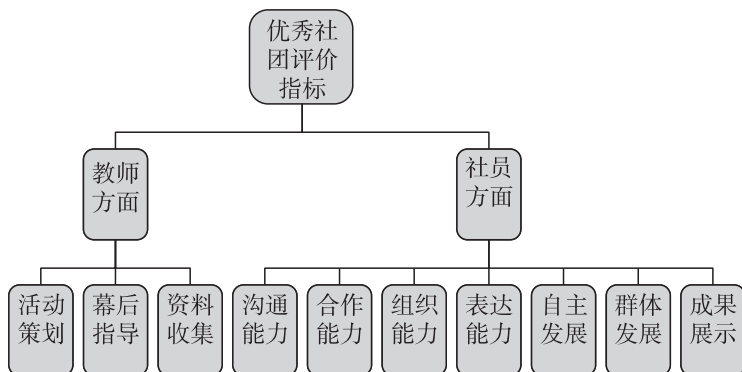 优秀社
团评价
指标
教师
方面
社员
方面
活动
策划
幕后
指导
资料
收集
沟通
能力
合作
能力
组织
能力
表达
能力
自主
发展
群体
发展
成果
展示